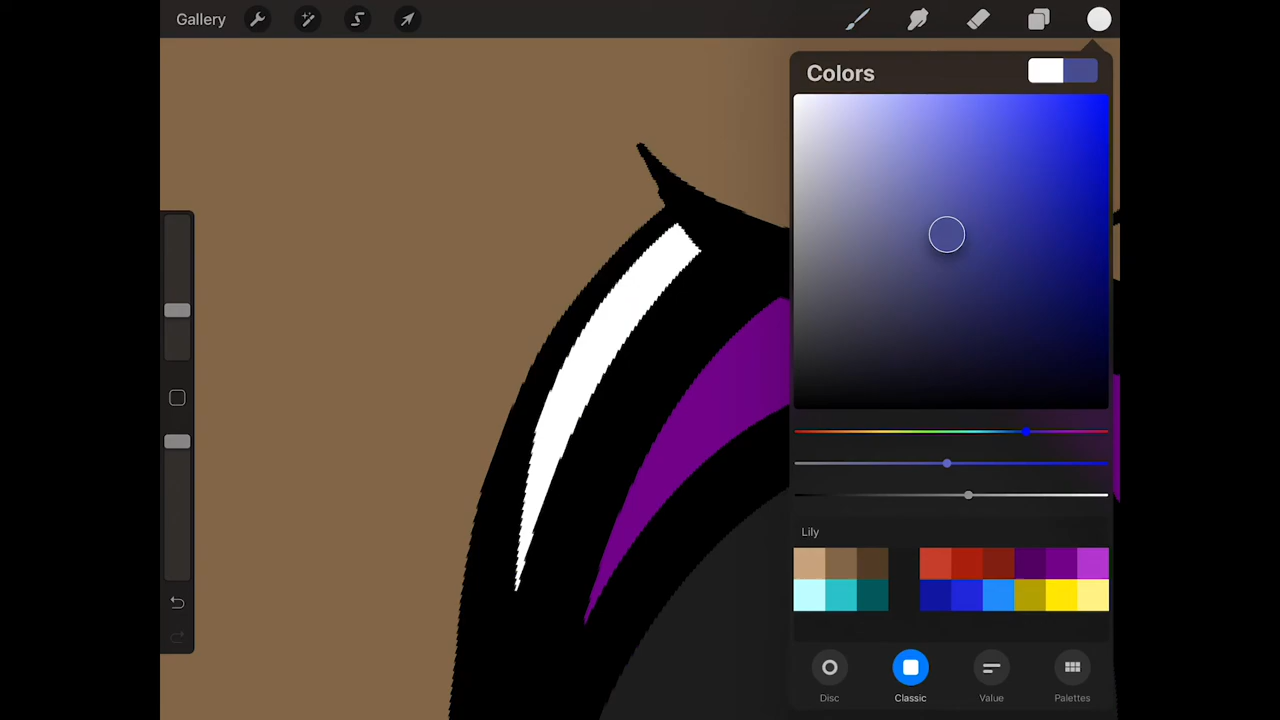 Gallery
Colors
Lily
Disc
Classic
Value
Palettes